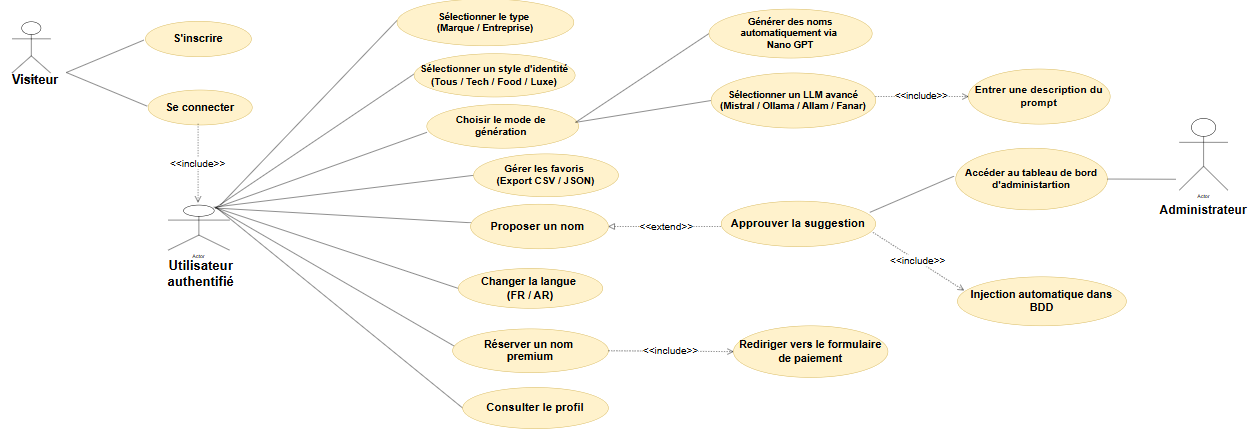 Visiteur
S'inscrire
Se connecter
<<include>>
Actor
Utilisateur
authentifié
Sélectionner le type
(Marque / Entreprise)
Sélectionner un style d'identité
(Tous / Tech / Food / Luxe)
Choisir le mode de
génération
Gérer les favoris
(Export CSV / JSON)
Proposer un nom
Changer la langue
(FR / AR)
Réserver un nom
premium
Consulter le profil
Générer des noms
automatiquement via
Nano GPT
Sélectionner un LLM avancé
(Mistral / Ollama / Allam / Fanar)
<<include>>
Entrer une description du
prompt
<<extend>>
Approuver la suggestion
Accéder au tableau de bord
d'administartion
<<include>>
Injection automatique dans
BDD
<<include>>
Rediriger vers le formulaire
de paiement
Actor
Administrateur